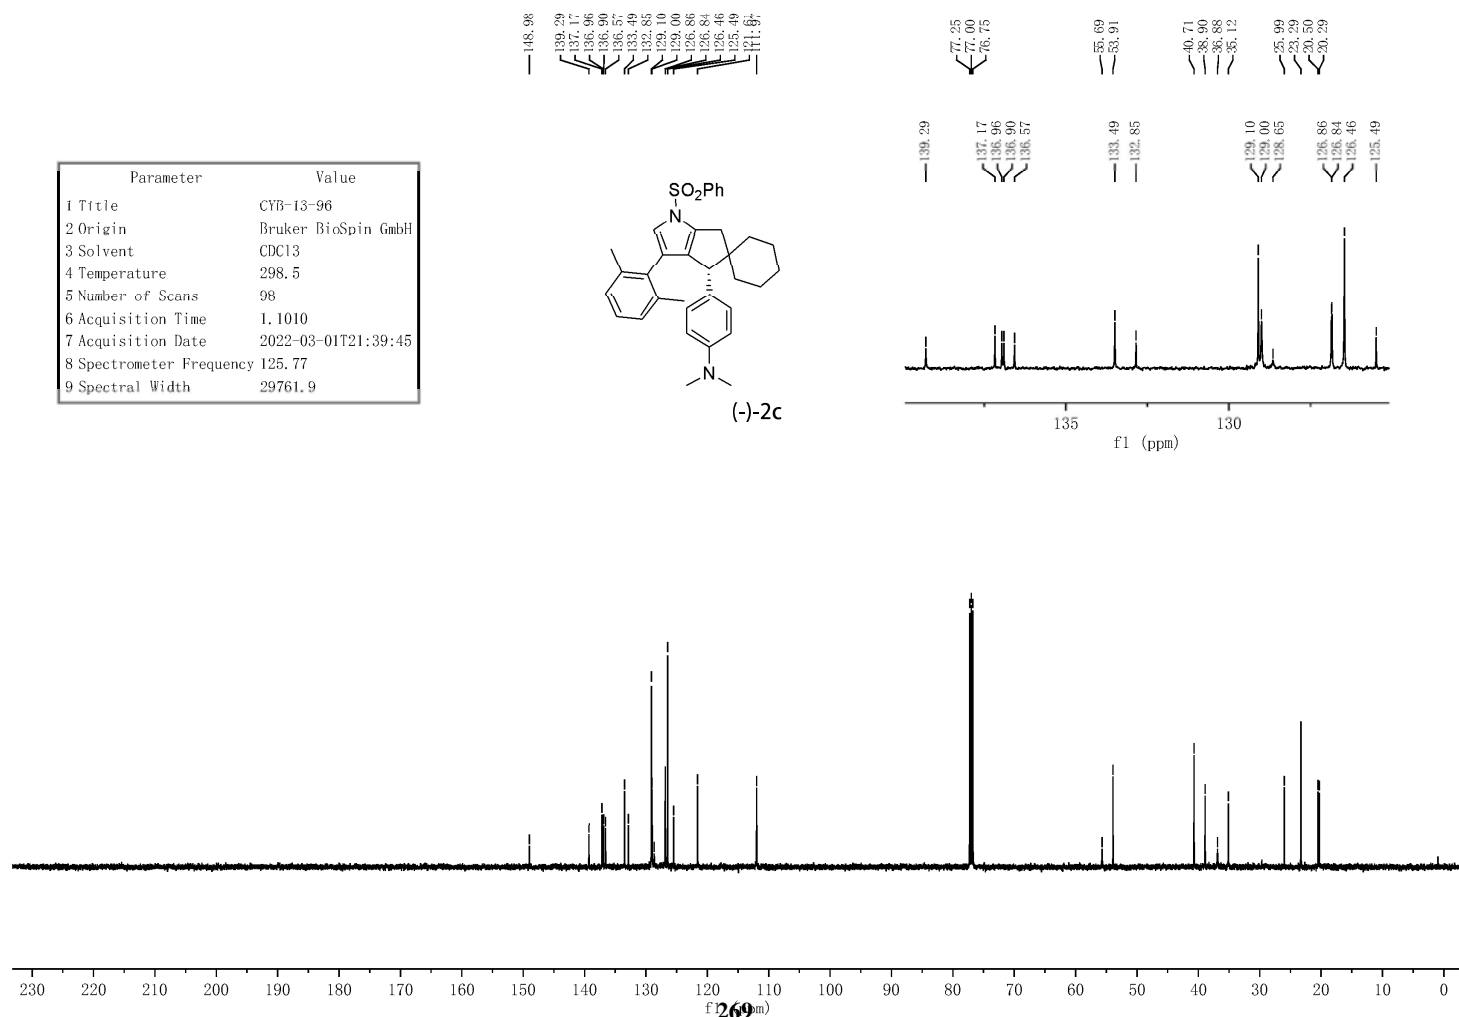 148.98
139.29
137.17
136.96
136.90
136.57
133.49
132.85
129.10
129.00
126.86
126.84
126.46
125.49
111.97
77.25
77.00
76.75
55.69
53.91
40.71
38.90
36.88
35.12
25.99
23.29
20.50
20.29
139.29
137.17
136.96
136.90
136.57
133.49
132.85
129.10
129.00
128.65
126.86
126.84
126.46
125.49
135 130
f1 (ppm)
Parameter Value
1 Title CYB-13-96
2 Origin Bruker BioSpin GmbH
3 Solvent CDCl3
4 Temperature 298.5
5 Number of Scans 98
6 Acquisition Time 1.1010
7 Acquisition Date 2022-03-01T21:39:45
8 Spectrometer Frequency 125.77
9 Spectral Width 29761.9
SO2Ph
N
N
(-)-2c
230 220 210 200 190 180 170 160 150 140 130 120 110 100 90 80 70 60 50 40 30 20 10 0
269